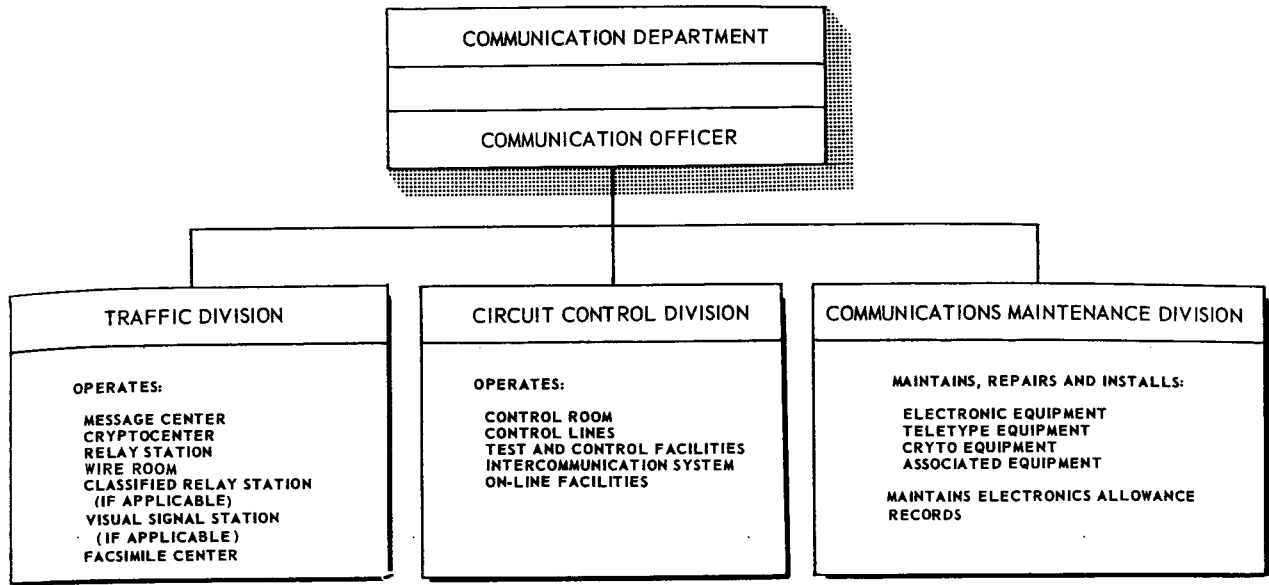 COMMUNICATION DEPARTMENT
COMMUNICATION OFFICER
TRAFFIC DIVISION
OPERATES:
MESSAGE CENTER
CRYPTOCENTER
RELAY STATION
WIRE ROOM
CLASSIFIED RELAY STATION
(IF APPLICABLE)
VISUAL SIGNAL STATION
(IF APPLICABLE)
FACSIMILE CENTER
CIRCUIT CONTROL DIVISION
OPERATES:
CONTROL ROOM
CONTROL LINES
TEST AND CONTROL FACILITIES
INTERCOMMUNICATION SYSTEM
ON-LINE FACILITIES
COMMUNICATIONS MAINTENANCE DIVISION
MAINTAINS, REPAIRS AND INSTALLS:
ELECTRONIC EQUIPMENT
TELETYPE EQUIPMENT
CRYPTO EQUIPMENT
ASSOCIATED EQUIPMENT
MAINTAINS ELECTRONICS ALLOWANCE
RECORDS